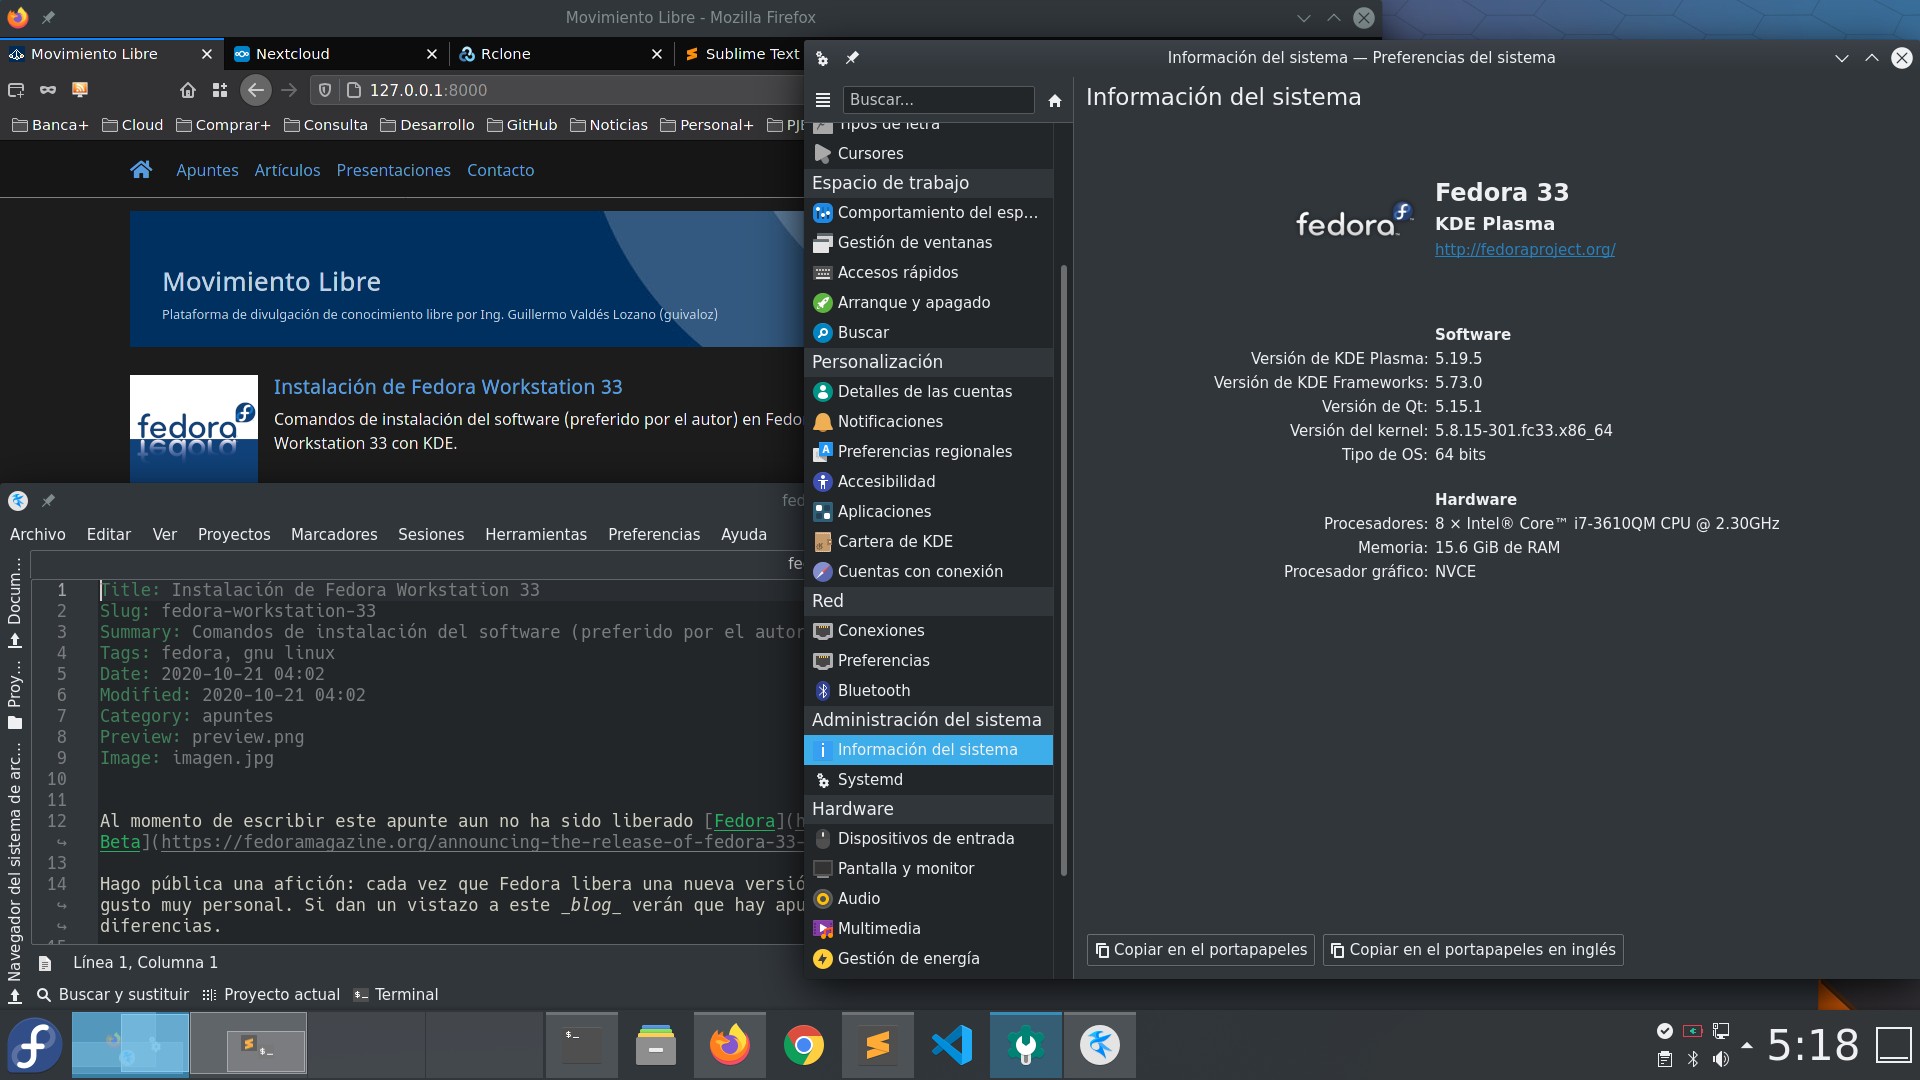 Movimiento Libre - Mozilla Firefox
Movimiento Libre
Nextcloud
Rclone
Sublime Text
127.0.0.1:8000
Banca+
Cloud
Comprar+
Consulta
Desarrollo
GitHub
Noticias
Personal+
Apuntes
Artículos
Presentaciones
Contacto
Movimiento Libre
Plataforma de divulgación de conocimiento libre por Ing. Guillermo Valdés Lozano (guivaloz)
fedora
Instalación de Fedora Workstation 33
Comandos de instalación del software (preferido por el autor) en Fedo
Workstation 33 con KDE.
Archivo
Editar
Ver
Proyectos
Marcadores
Sesiones
Herramientas
Preferencias
Ayuda
Docum...
Proy...
Navegador del sistema de arc...
1 Title: Instalación de Fedora Workstation 33
2 Slug: fedora-workstation-33
3 Summary: Comandos de instalación del software (preferido por el autor
4 Tags: fedora, gnu linux
5 Date: 2020-10-21 04:02
6 Modified: 2020-10-21 04:02
7 Category: apuntes
8 Preview: preview.png
9 Image: imagen.jpg
10
11
12 Al momento de escribir este apunte aun no ha sido liberado [Fedora](h
Beta](https://fedoramagazine.org/announcing-the-release-of-fedora-33-
13
14 Hago pública una afición: cada vez que Fedora libera una nueva versió
gusto muy personal. Si dan un vistazo a este _blog_ verán que hay apu
diferencias.
Línea 1, Columna 1
Buscar y sustituir
Proyecto actual
Terminal
Información del sistema — Preferencias del sistema
Buscar...
Tipos de letra
Cursores
Espacio de trabajo
Comportamiento del esp...
Gestión de ventanas
Accesos rápidos
Arranque y apagado
Buscar
Personalización
Detalles de las cuentas
Notificaciones
Preferencias regionales
Accesibilidad
Aplicaciones
Cartera de KDE
Cuentas con conexión
Red
Conexiones
Preferencias
Bluetooth
Administración del sistema
Información del sistema
Systemd
Hardware
Dispositivos de entrada
Pantalla y monitor
Audio
Multimedia
Gestión de energía
Información del sistema
fedora
Fedora 33
KDE Plasma
http://fedoraproject.org/
Software
Versión de KDE Plasma: 5.19.5
Versión de KDE Frameworks: 5.73.0
Versión de Qt: 5.15.1
Versión del kernel: 5.8.15-301.fc33.x86_64
Tipo de OS: 64 bits
Hardware
Procesadores: 8 × Intel® Core™ i7-3610QM CPU @ 2.30GHz
Memoria: 15.6 GiB de RAM
Procesador gráfico: NVCE
Copiar en el portapapeles
Copiar en el portapapeles en inglés
5:18